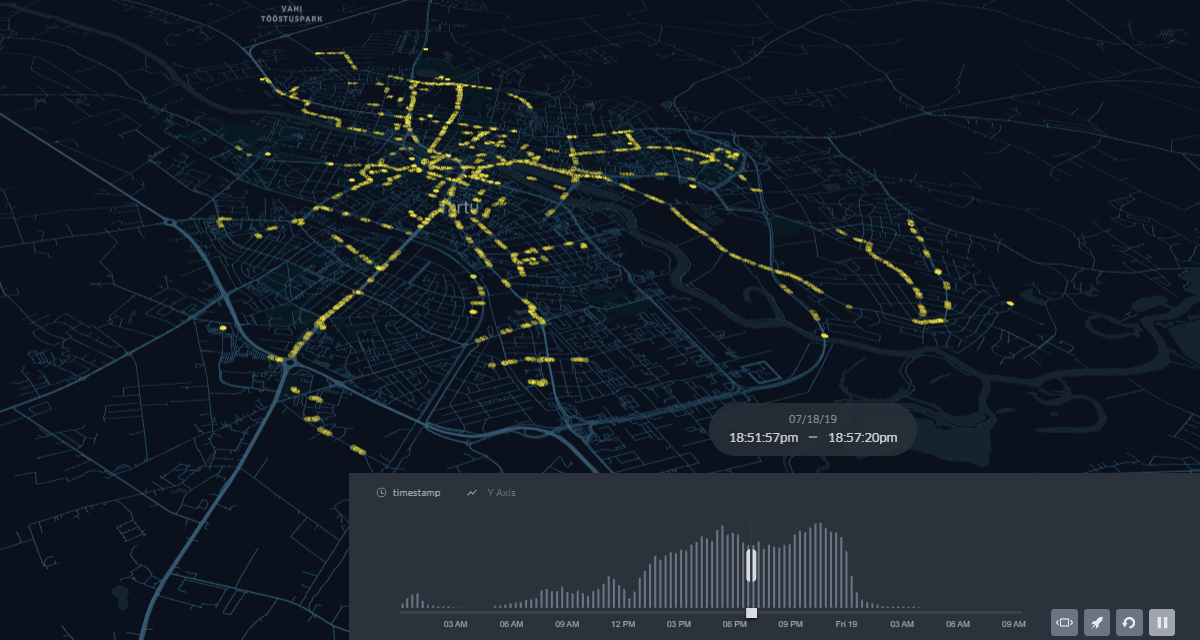 VAHI
TÖÖSTUSPARK
Tartu
07/18/19
18:51:57pm – 18:57:20pm
timestamp
Y Axis
03 AM 06 AM 09 AM 12 PM 03 PM 06 PM 09 PM Fri 19 03 AM 06 AM 09 AM